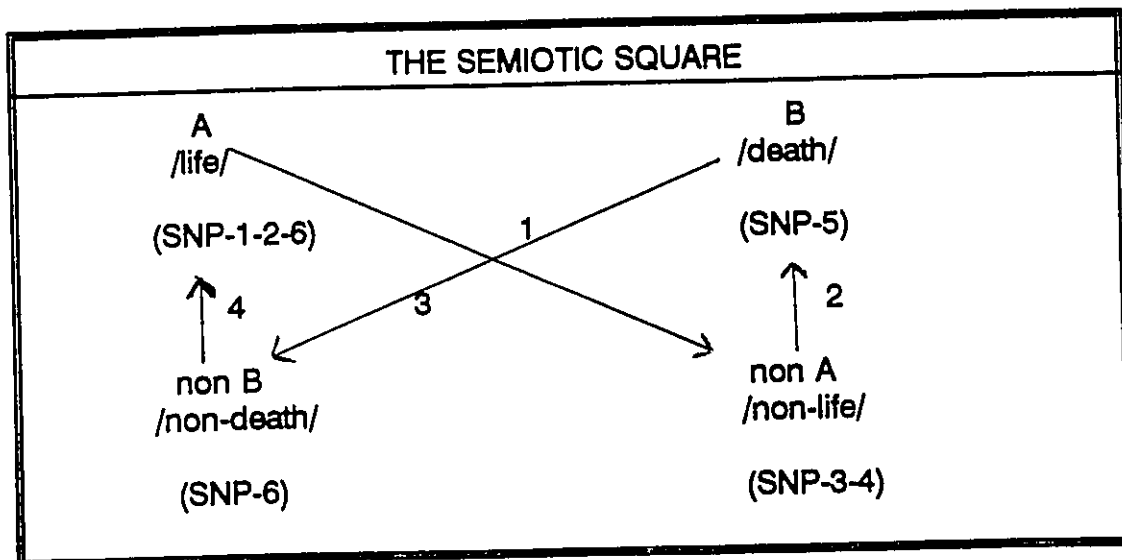 THE SEMIOTIC SQUARE
A
B
/life/
/death/
(SNP-1-2-6)
1
(SNP-5)
4
3
2
non B
non A
/non-death/
/non-life/
(SNP-6)
(SNP-3-4)